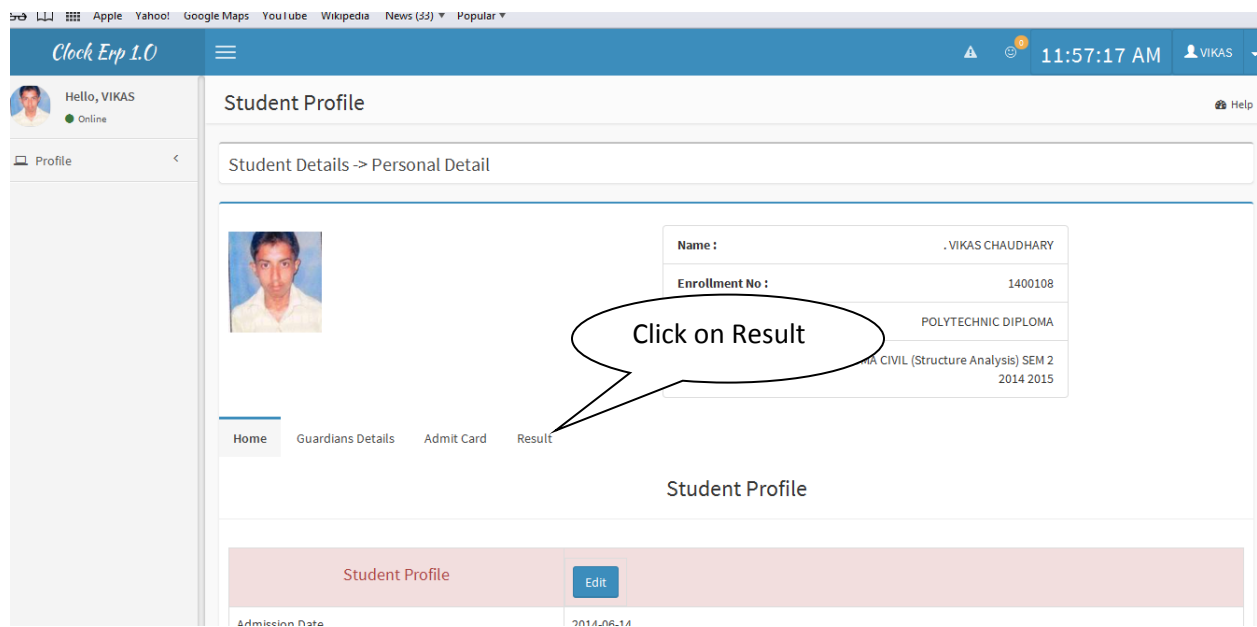 Apple Yahoo! Google Maps YouTube Wikipedia News (33) ▾ Popular ▾
Clock Erp 1.0
0
11:57:17 AM
VIKAS
Hello, VIKAS
Online
Profile
Student Profile
Help
Student Details -> Personal Detail
Name : . VIKAS CHAUDHARY
Enrollment No : 1400108
POLYTECHNIC DIPLOMA
CIVIL (Structure Analysis) SEM 2
2014 2015
Click on Result
Home Guardians Details Admit Card Result
Student Profile
Student Profile Edit
Admission Date 2014-06-14